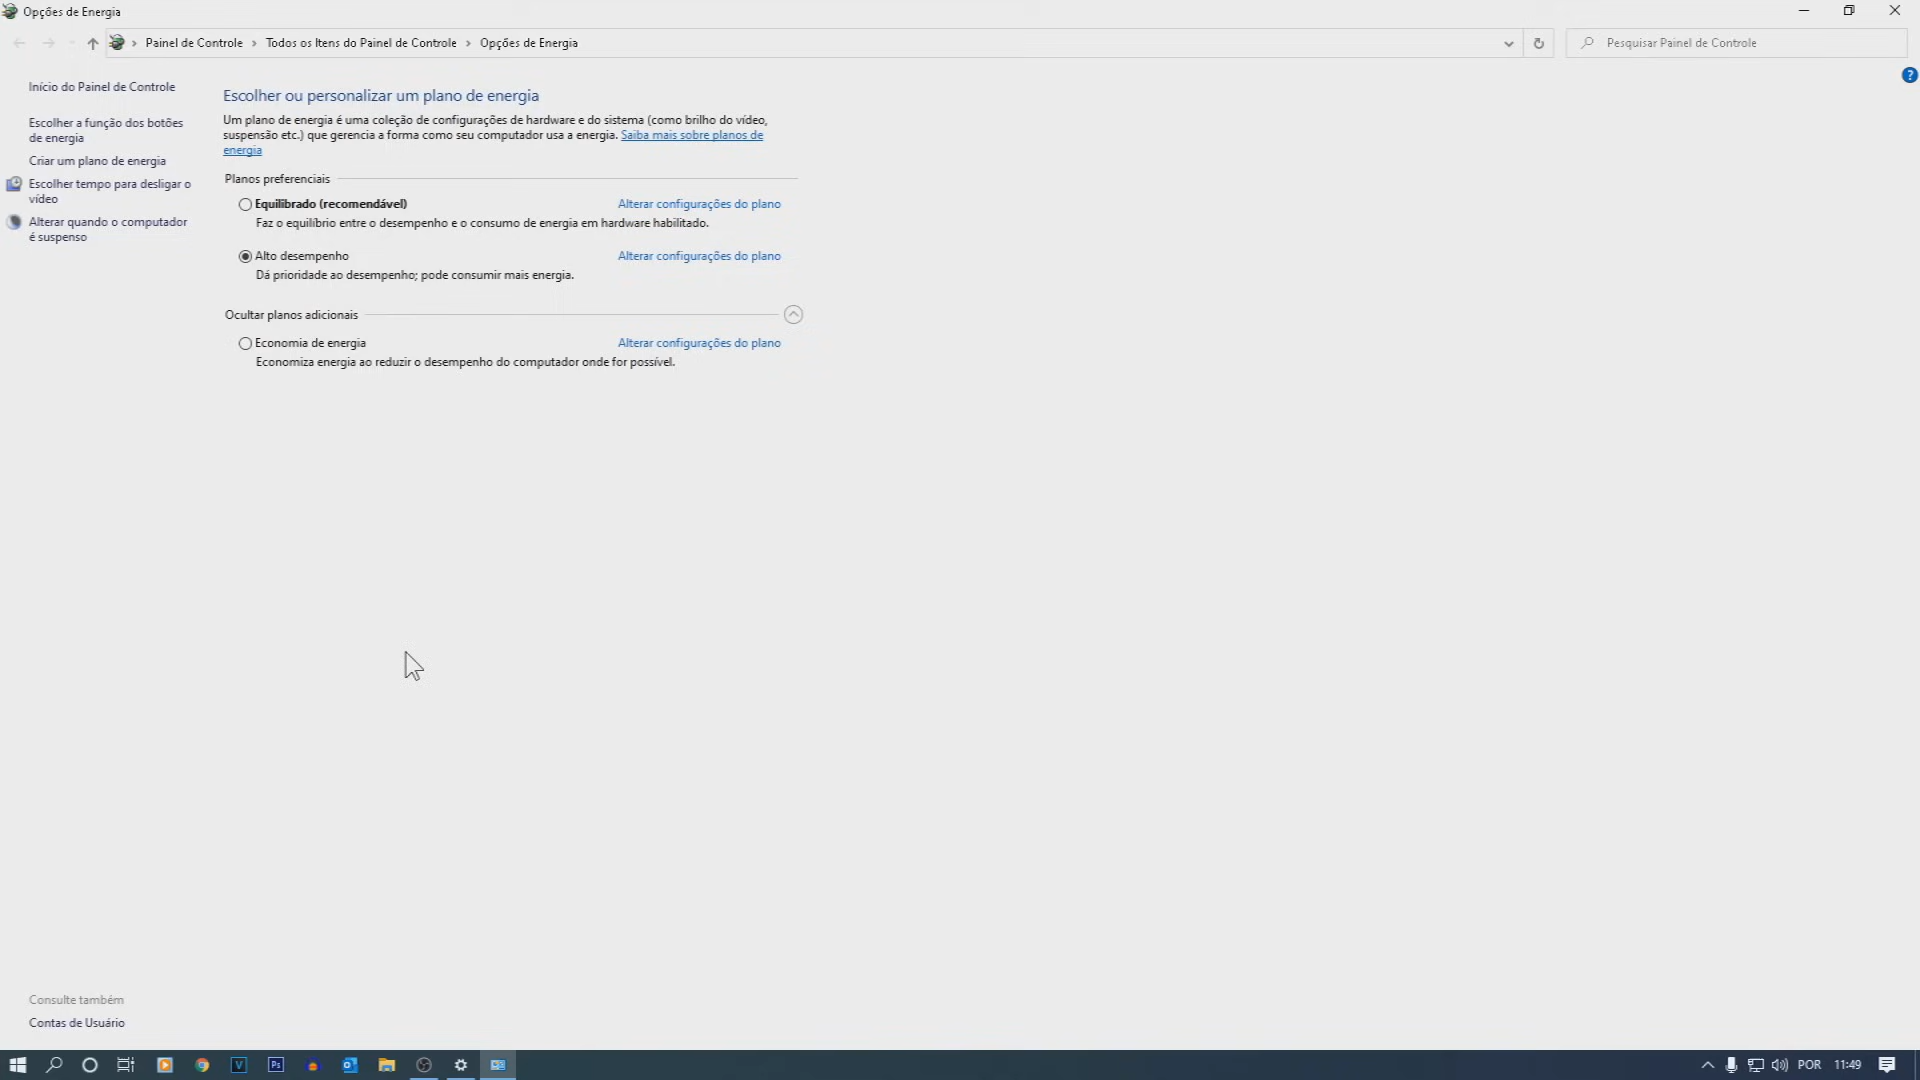 Opções de Energia
Painel de Controle > Todos os Itens do Painel de Controle > Opções de Energia
Pesquisar Painel de Controle
Início do Painel de Controle
Escolher a função dos botões
de energia
Criar um plano de energia
Escolher tempo para desligar o
vídeo
Alterar quando o computador
é suspenso
Escolher ou personalizar um plano de energia
Um plano de energia é uma coleção de configurações de hardware e do sistema (como brilho do vídeo,
suspensão etc.) que gerencia a forma como seu computador usa a energia. Saiba mais sobre planos de
energia
Planos preferenciais
Equilibrado (recomendável) Alterar configurações do plano
Faz o equilíbrio entre o desempenho e o consumo de energia em hardware habilitado.
Alto desempenho Alterar configurações do plano
Dá prioridade ao desempenho; pode consumir mais energia.
Ocultar planos adicionais
Economia de energia Alterar configurações do plano
Economiza energia ao reduzir o desempenho do computador onde for possível.
Consulte também
Contas de Usuário
POR 11:49